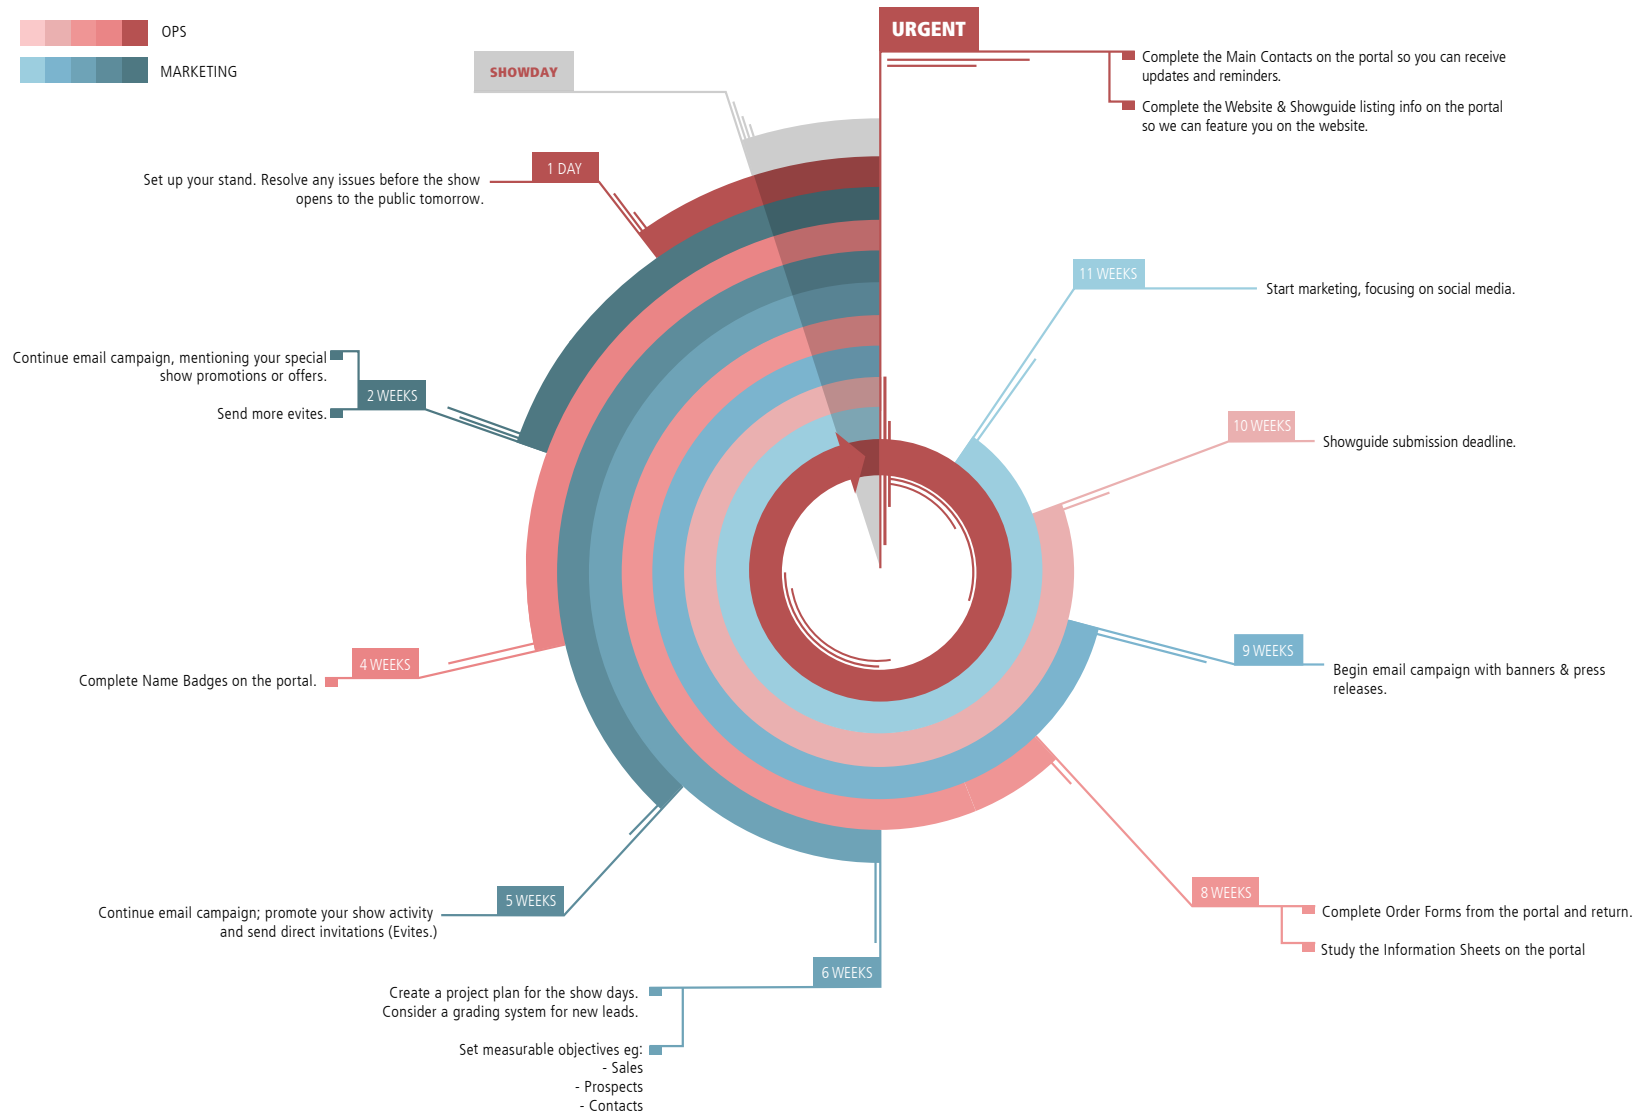 OPS
MARKETING
URGENT
Complete the Main Contacts on the portal so you can receive
updates and reminders.
Complete the Website & Showguide listing info on the portal
so we can feature you on the website.
11 WEEKS
Start marketing, focusing on social media.
10 WEEKS
Showguide submission deadline.
9 WEEKS
Begin email campaign with banners & press
releases.
8 WEEKS
Complete Order Forms from the portal and return.
Study the Information Sheets on the portal
6 WEEKS
Create a project plan for the show days.
Consider a grading system for new leads.
Set measurable objectives eg:
- Sales
- Prospects
- Contacts
5 WEEKS
Continue email campaign; promote your show activity
and send direct invitations (Evites.)
4 WEEKS
Complete Name Badges on the portal.
2 WEEKS
Continue email campaign, mentioning your special
show promotions or offers.
Send more evites.
1 DAY
Set up your stand. Resolve any issues before the show
opens to the public tomorrow.
SHOWDAY